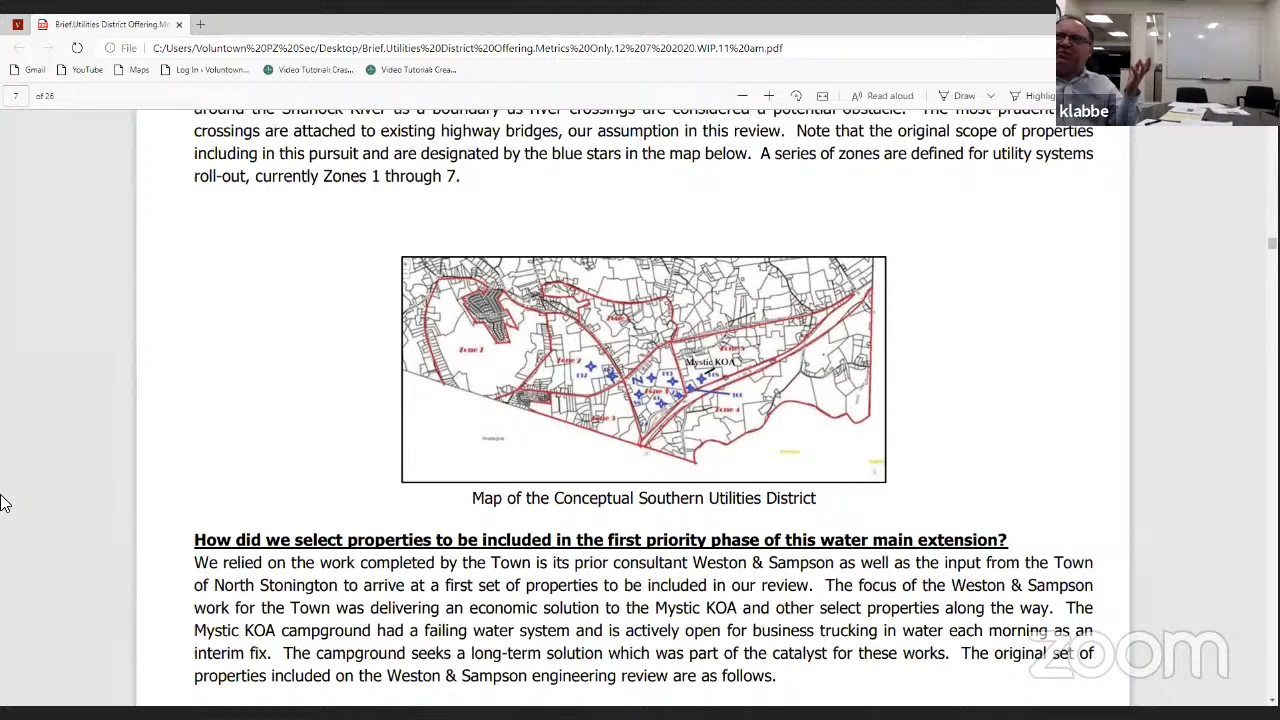 Brief.Utilities District Offering.Me
File
C:/Users/Voluntown%20PZ%20Sec/Desktop/Brief.Utilities%20District%20Offering.Metrics%20Only.12%207%202020.WIP.11%20am.pdf
Gmail YouTube Maps Log In ‹ Voluntown... Video Tutorial: Cras... Video Tutorial: Crea...
7 of 26 Read aloud Draw Highlig
klabbe
crossings are attached to existing highway bridges, our assumption in this review. Note that the original scope of properties
including in this pursuit and are designated by the blue stars in the map below. A series of zones are defined for utility systems
roll-out, currently Zones 1 through 7.
Zone 7
Zone 2
Mystic KOA
Zone 3
Zone 4
Map of the Conceptual Southern Utilities District
How did we select properties to be included in the first priority phase of this water main extension?
We relied on the work completed by the Town is its prior consultant Weston & Sampson as well as the input from the Town
of North Stonington to arrive at a first set of properties to be included in our review. The focus of the Weston & Sampson
work for the Town was delivering an economic solution to the Mystic KOA and other select properties along the way. The
Mystic KOA campground had a failing water system and is actively open for business trucking in water each morning as an
interim fix. The campground seeks a long-term solution which was part of the catalyst for these works. The original set of
properties included on the Weston & Sampson engineering review are as follows.
zoom